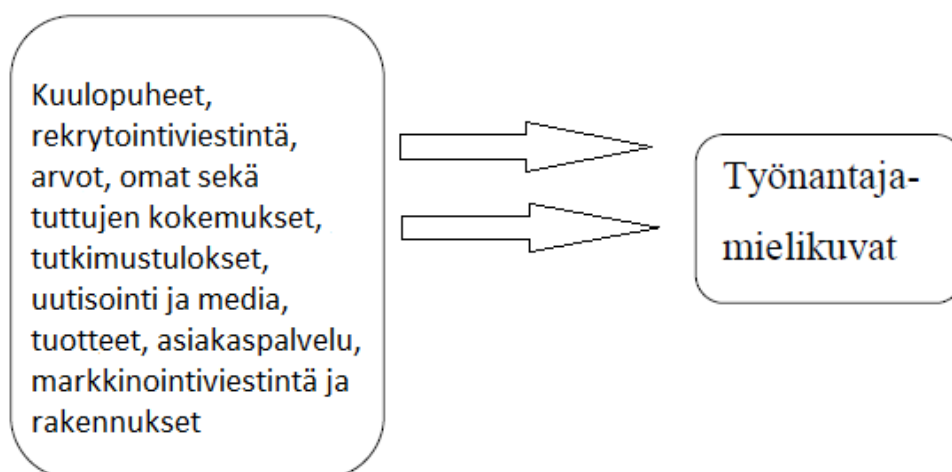 Kuulopuheet,
rekrytointiviestintä,
arvot, omat sekä
tuttujen kokemukset,
tutkimustulokset,
uutisointi ja media,
tuotteet, asiakaspalvelu,
markkinointiviestintä ja
rakennukset
Työnantaja-
mielikuvat